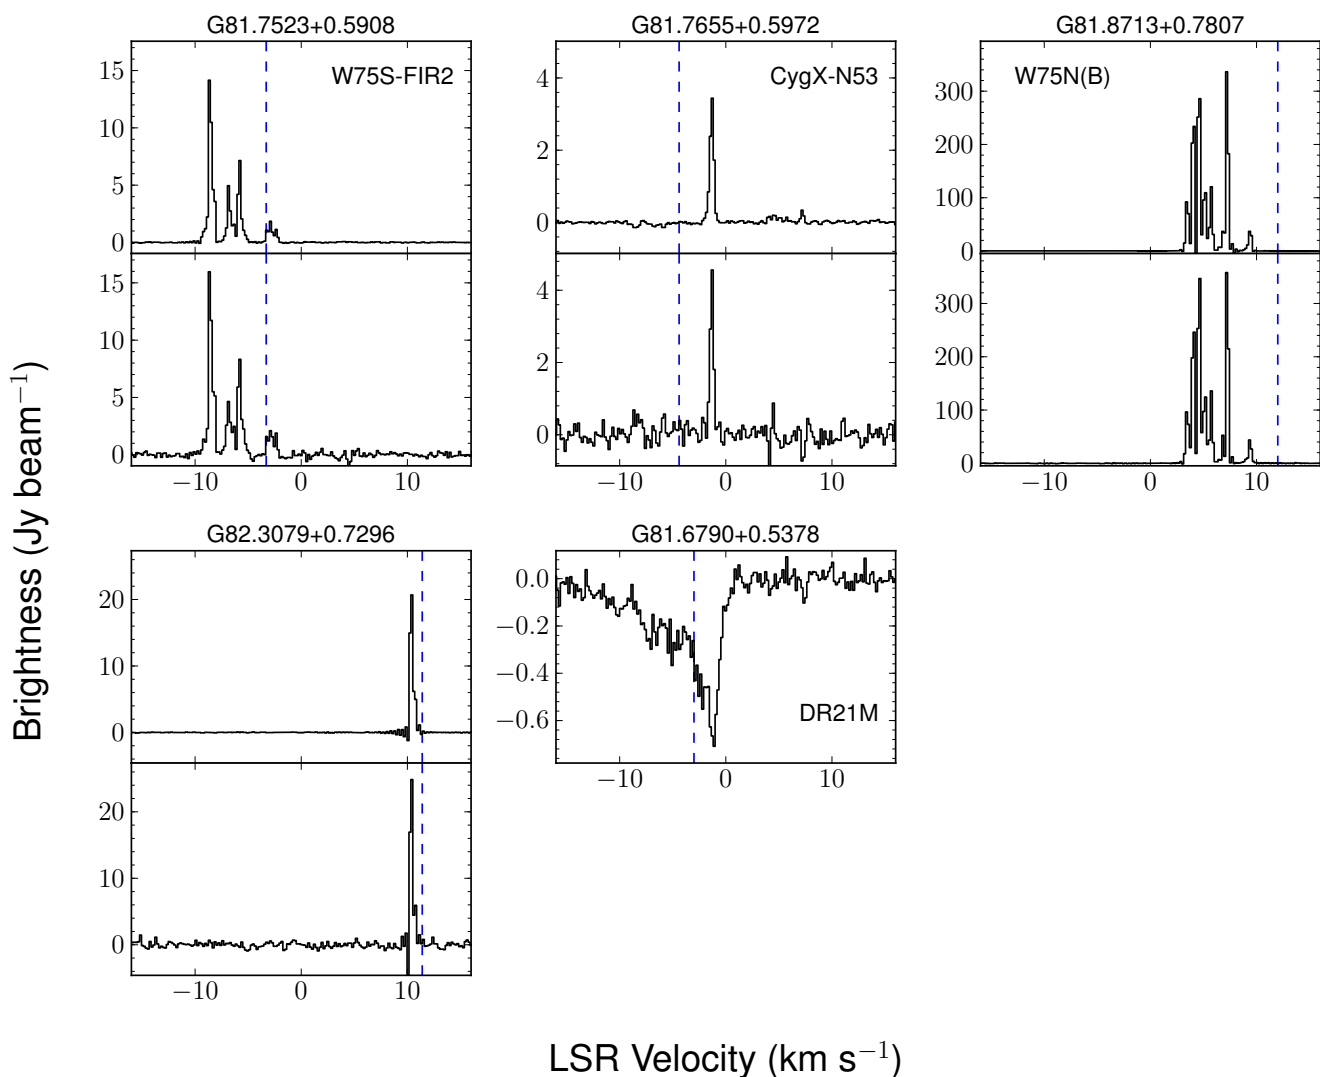 G81.7523+0.5908 G81.7655+0.5972 G81.8713+0.7807
W75S-FIR2 CygX-N53 W75N(B)
15 4 300
10 2 200
5 100
0 0 0
15 4 300
10 2 200
5 100
0 0 0
−10 0 10 −10 0 10 −10 0 10
Brightness (Jy beam−1)
G82.3079+0.7296 G81.6790+0.5378
20 0.0
−0.2
10 −0.4
0 −0.6
DR21M
−10 0 10
20
10
0
−10 0 10
LSR Velocity (km s−1)